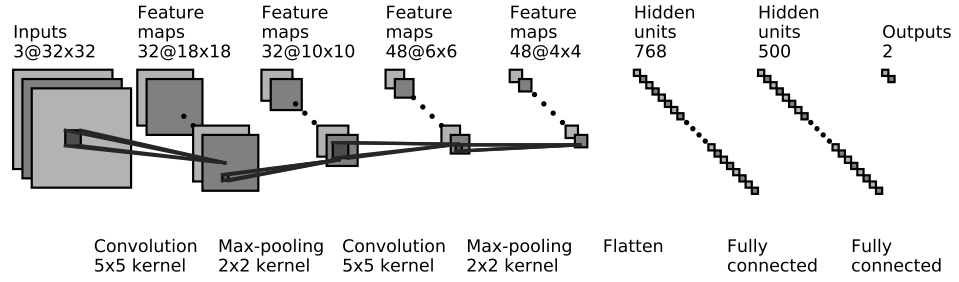 Inputs
3@32x32
Feature
maps
32@18x18
Feature
maps
32@10x10
Feature
maps
48@6x6
Feature
maps
48@4x4
Hidden
units
768
Hidden
units
500
Outputs
2
Convolution
5x5 kernel
Max-pooling
2x2 kernel
Convolution
5x5 kernel
Max-pooling
2x2 kernel
Flatten
Fully
connected
Fully
connected